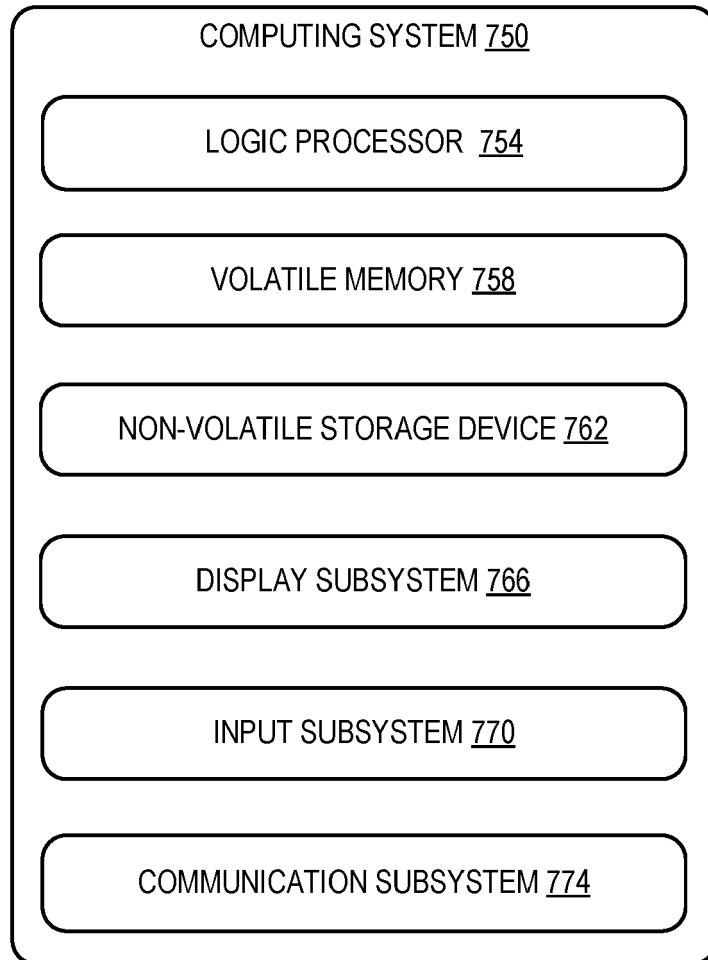 COMPUTING SYSTEM 750
LOGIC PROCESSOR 754
VOLATILE MEMORY 758
NON-VOLATILE STORAGE DEVICE 762
DISPLAY SUBSYSTEM 766
INPUT SUBSYSTEM 770
COMMUNICATION SUBSYSTEM 774